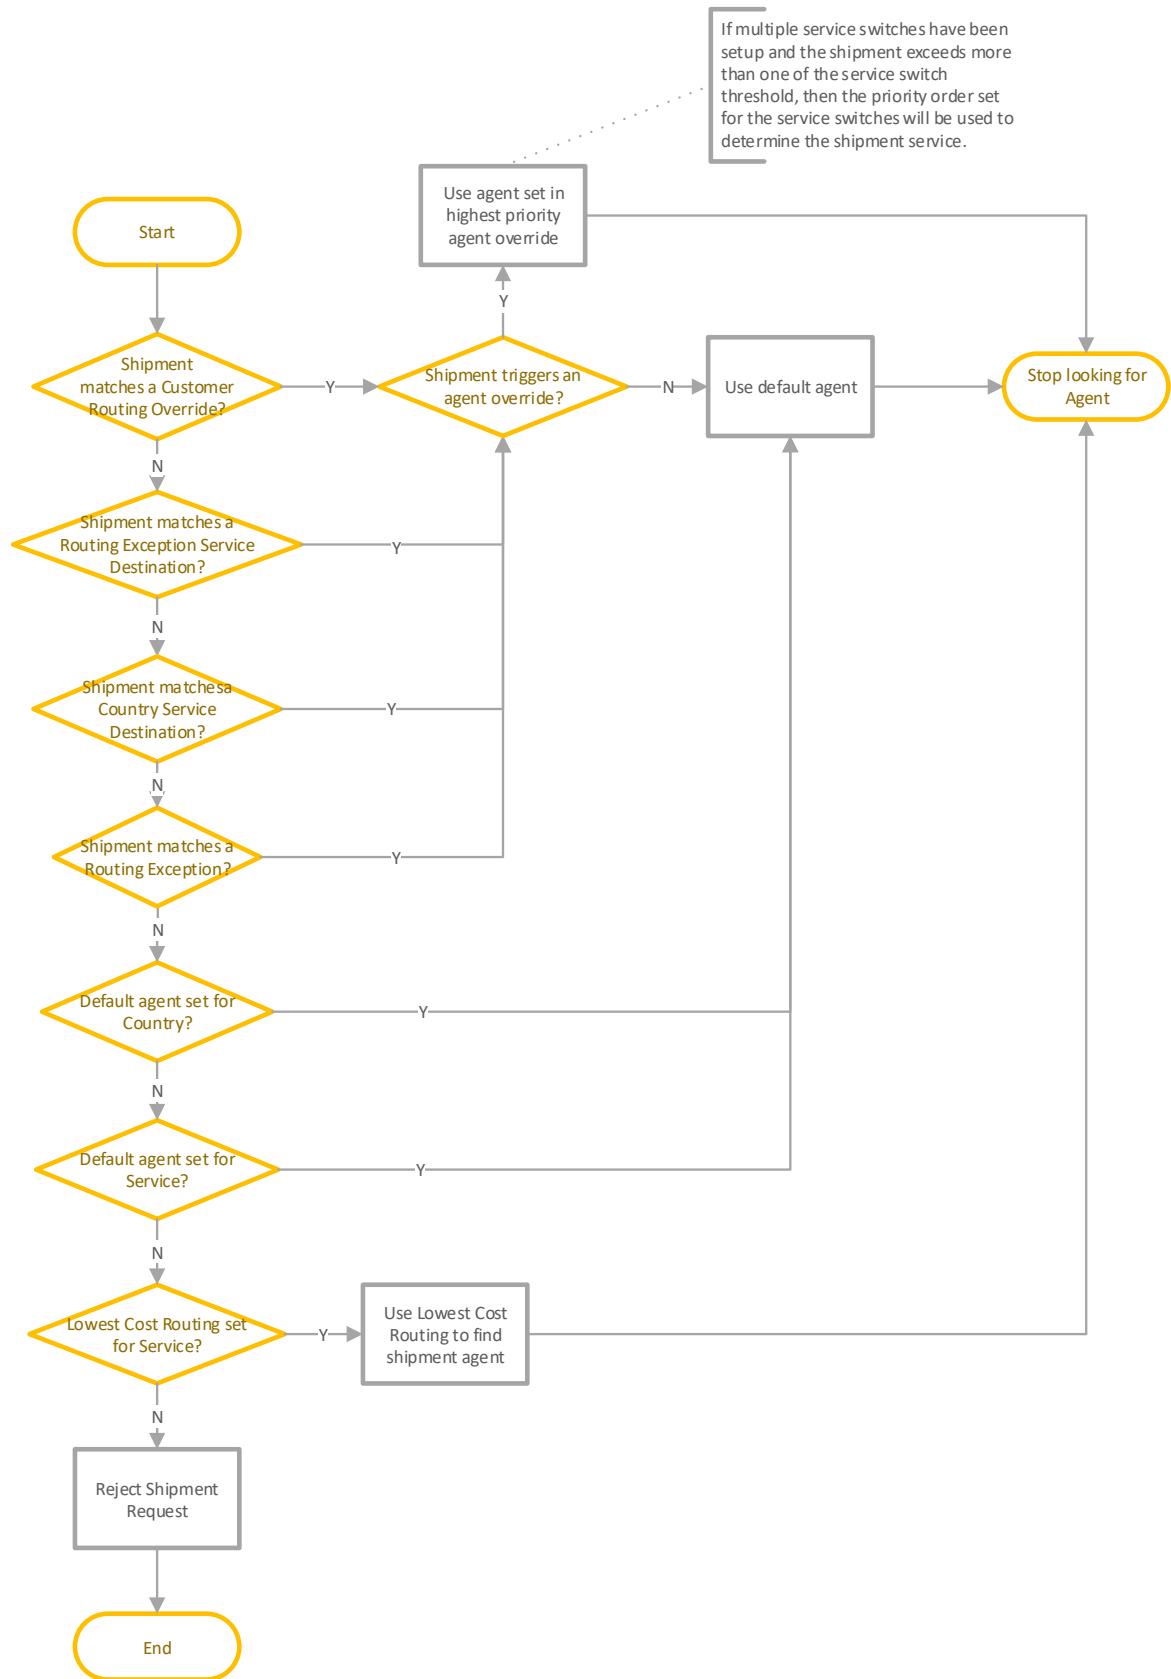 If multiple service switches have been
setup and the shipment exceeds more
than one of the service switch
threshold, then the priority order set
for the service switches will be used to
determine the shipment service.
Use agent set in
highest priority
agent override
Start
Y
Shipment
matches a Customer
Routing Override?
Y
Shipment triggers an
agent override?
N
Use default agent
Stop looking for
Agent
N
Shipment matches a
Routing Exception Service
Destination?
Y
N
Shipment matchesa
Country Service
Destination?
Y
N
Shipment matches a
Routing Exception?
Y
N
Default agent set for
Country?
Y
N
Default agent set for
Service?
Y
N
Lowest Cost Routing set
for Service?
Y
Use Lowest Cost
Routing to find
shipment agent
N
Reject Shipment
Request
End